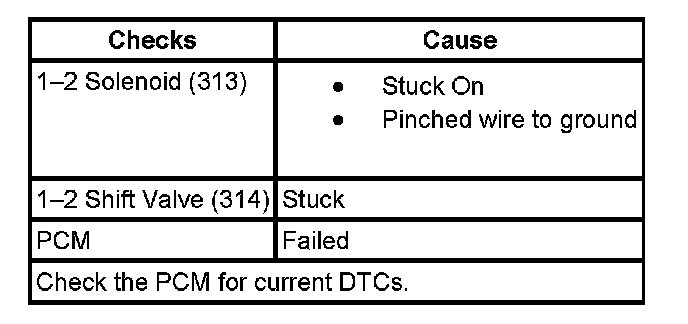 Checks Cause
1–2 Solenoid (313) • Stuck On
• Pinched wire to ground
1–2 Shift Valve (314) Stuck
PCM Failed
Check the PCM for current DTCs.